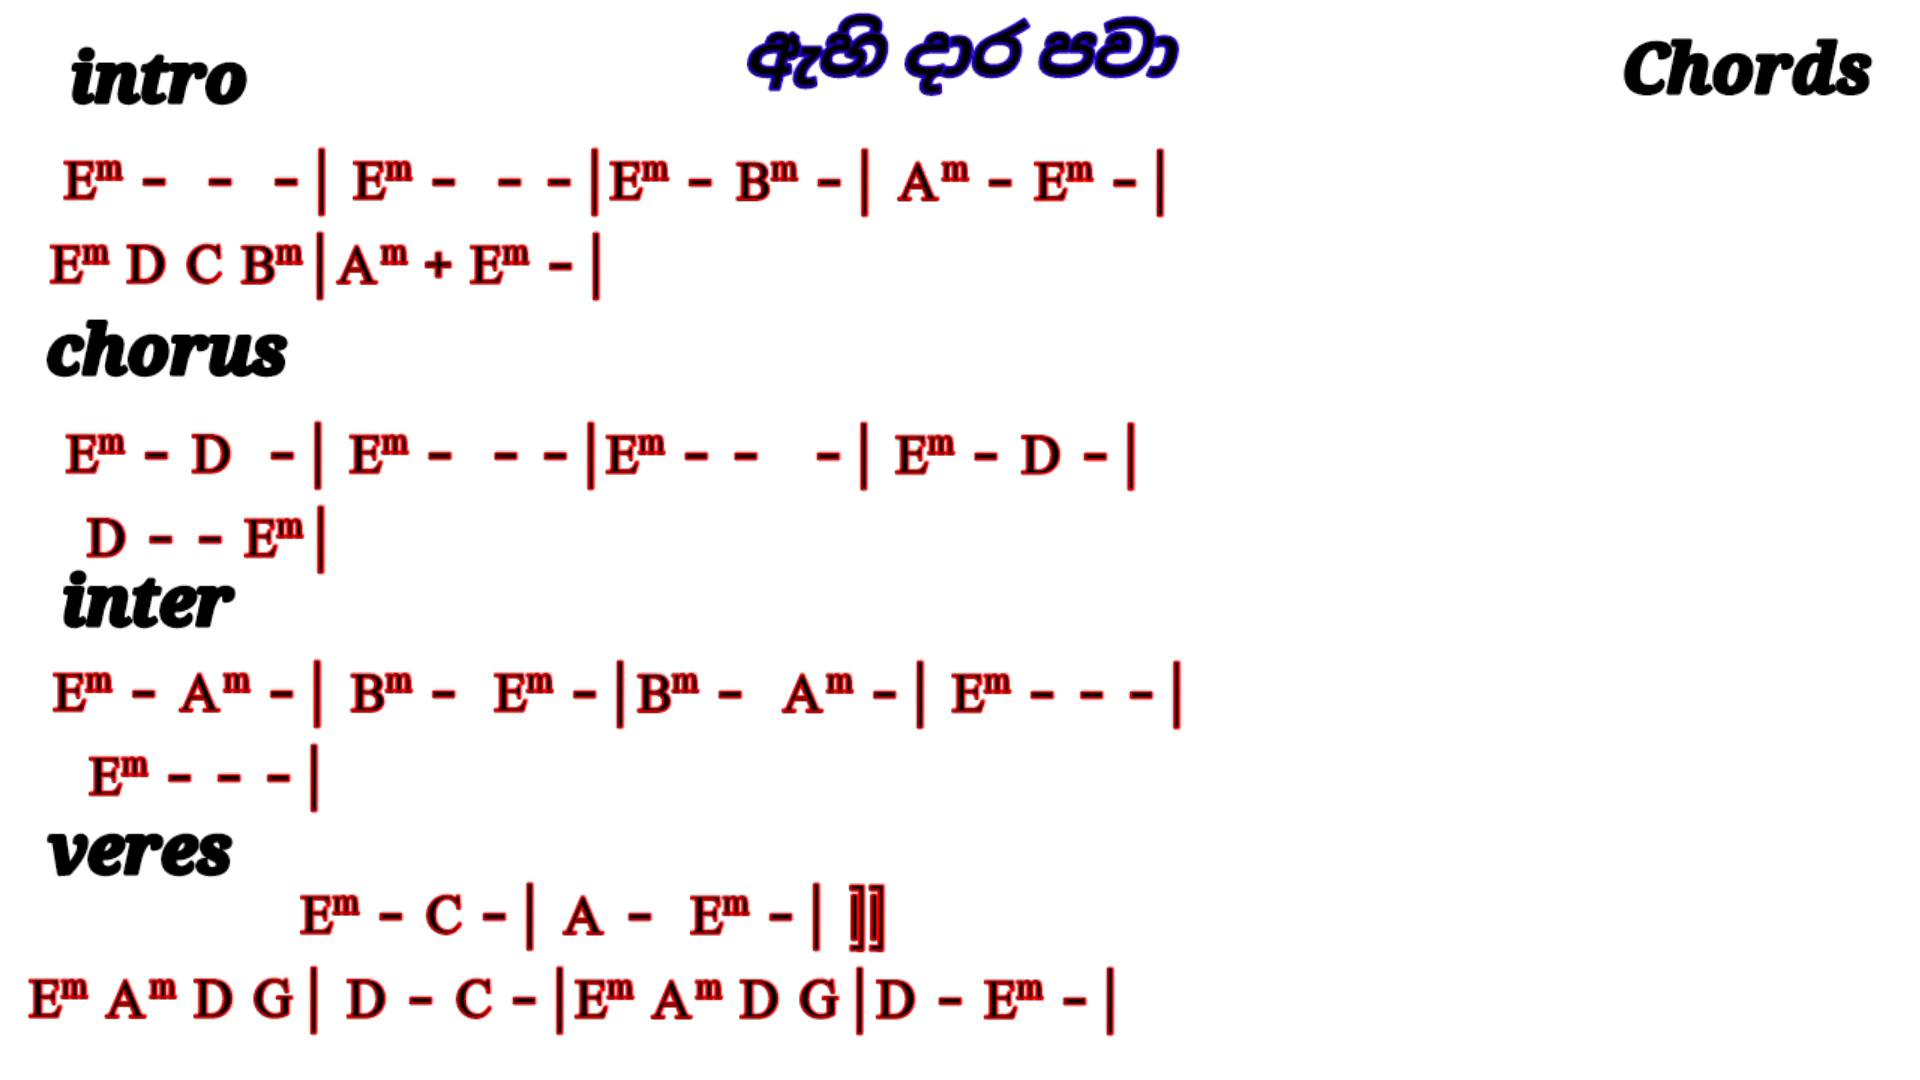 ඇහි දාර පවා
intro
Chords
Em - - - | Em - - - | Em - Bm - | Am - Em - |
Em D C Bm | Am + Em - |
chorus
Em - D - | Em - - - | Em - - - | Em - D - |
D - - Em |
inter
Em - Am - | Bm - Em - | Bm - Am - | Em - - - |
Em - - - |
veres
Em - C - | A - Em - | ]]
Em Am D G | D - C - | Em Am D G | D - Em - |